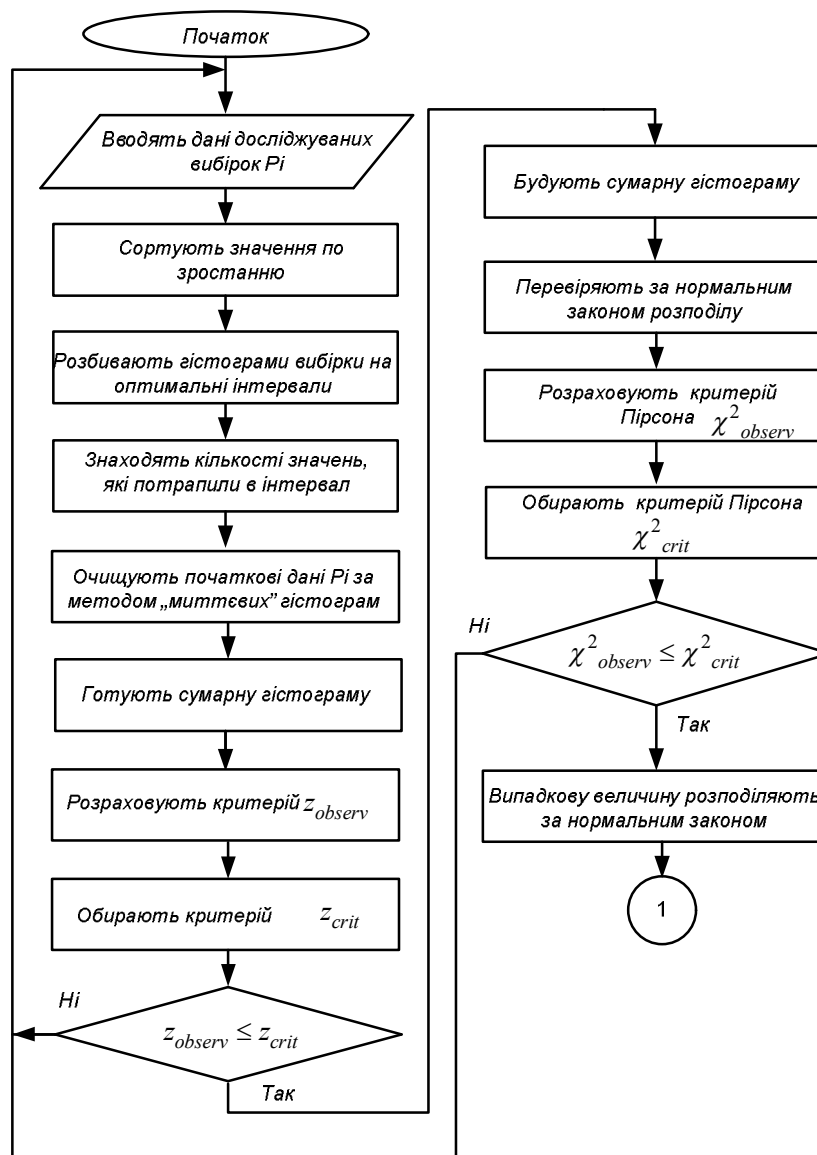 Початок
Вводять дані досліджуваних
вибірок Pi
Сортують значення по
зростанню
Розбивають гістограми вибірки на
оптимальні інтервали
Знаходять кількості значень,
які потрапили в інтервал
Очищують початкові дані Pi за
методом „миттєвих” гістограм
Готують сумарну гістограму
Розраховують критерій z_observ
Обирають критерій z_crit
Ні
z_observ ≤ z_crit
Так
Будують сумарну гістограму
Перевіряють за нормальним
законом розподілу
Розраховують критерій
Пірсона χ²_observ
Обирають критерій Пірсона
χ²_crit
Ні
χ²_observ ≤ χ²_crit
Так
Випадкову величину розподіляють
за нормальним законом
1